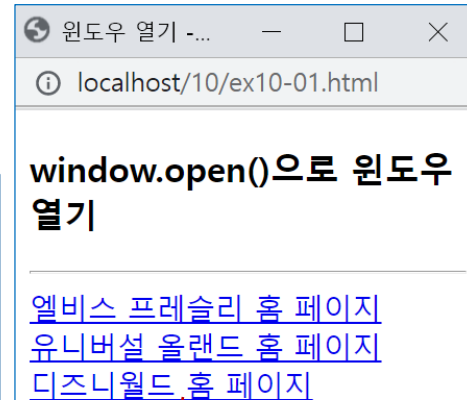 윈도우 열기 -...
localhost/10/ex10-01.html
window.open()으로 윈도우
열기
엘비스 프레슬리 홈 페이지
유니버설 올랜드 홈 페이지
디즈니월드 홈 페이지